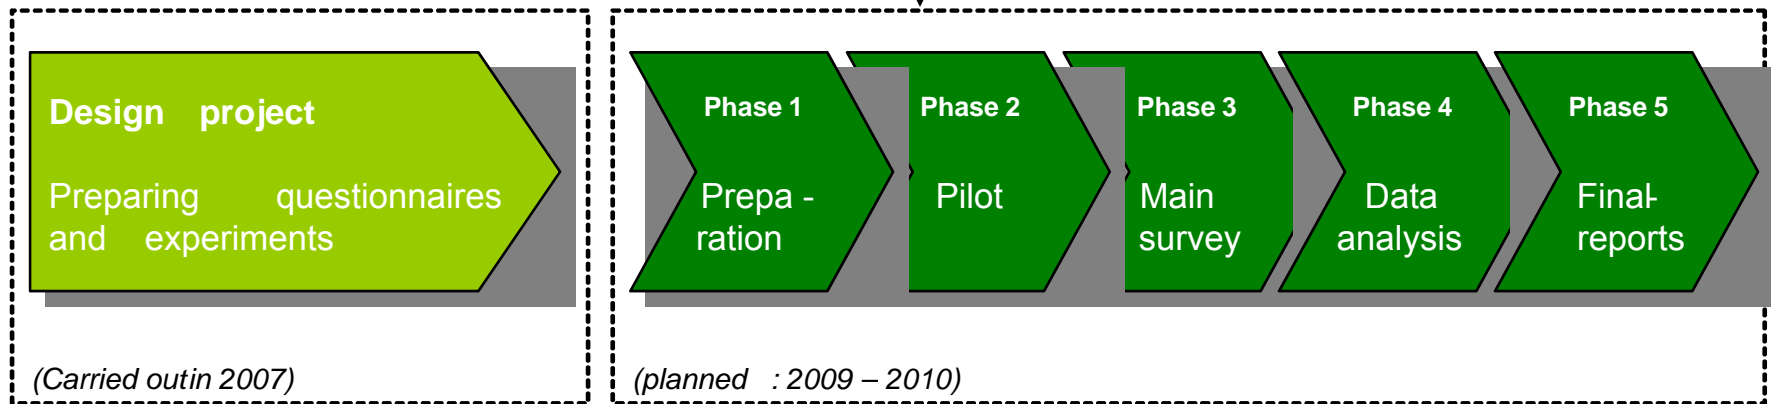 Design project
Preparing questionnaires
and experiments
(Carried outin 2007)
Phase 1
Prepa -
ration
Phase 2
Pilot
Phase 3
Main
survey
Phase 4
Data
analysis
Phase 5
Final-
reports
(planned : 2009 – 2010)